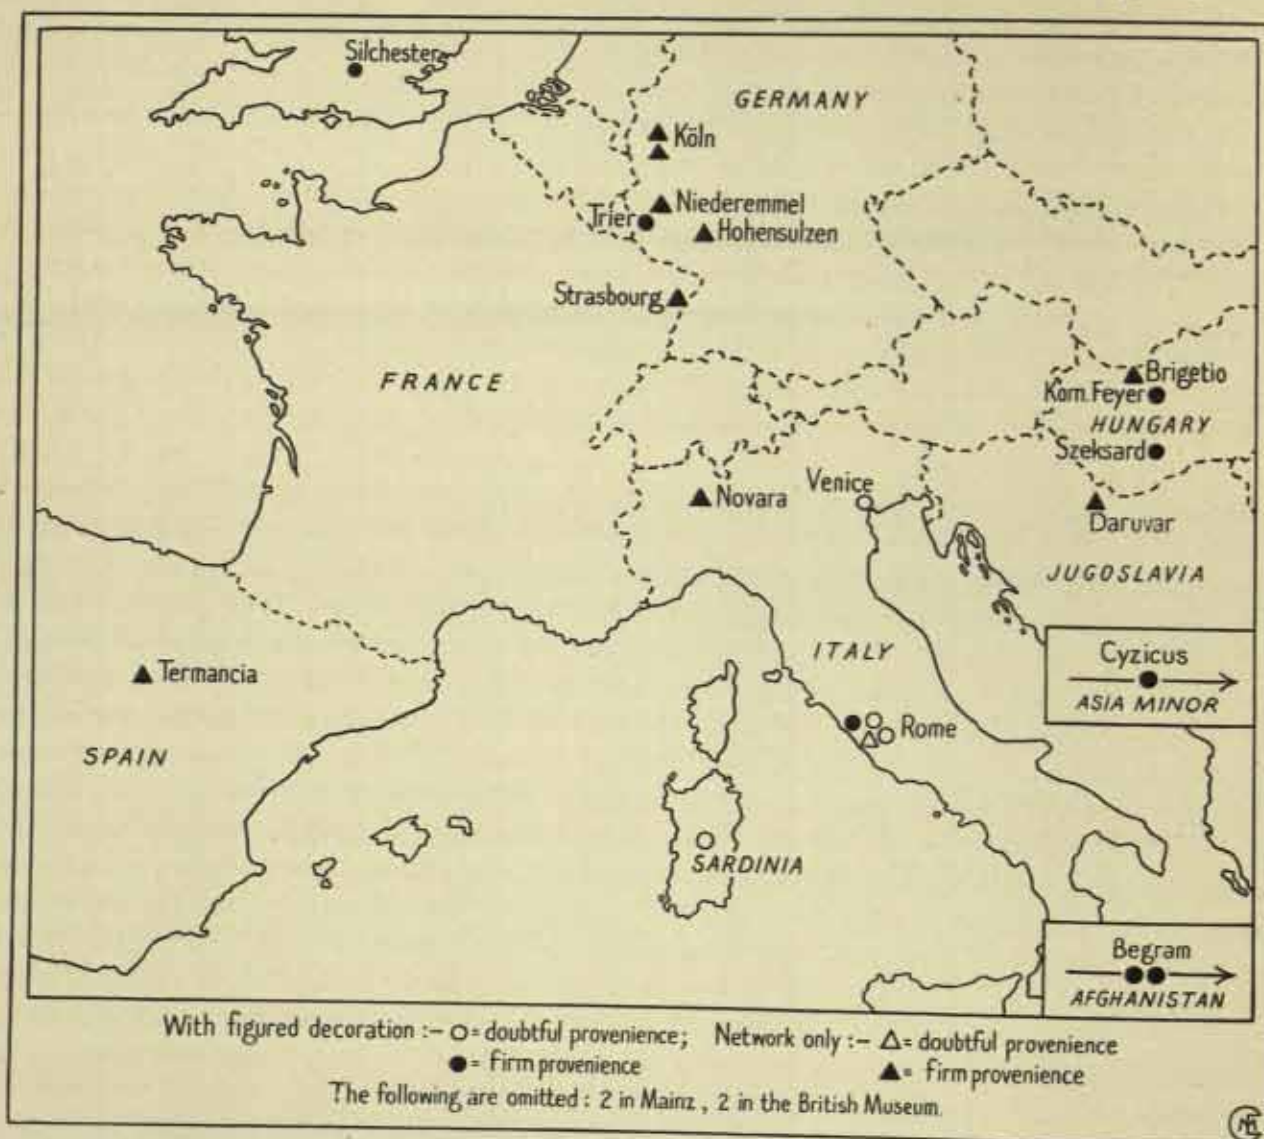 Silchester
GERMANY
Köln
Niederemmel
Trier
Hohensulzen
Strasbourg
FRANCE
Brigetio
Korn. Feyer
HUNGARY
Szeksard
Venice
Novara
Daruvar
JUGOSLAVIA
ITALY
Termancia
Cyzicus
ASIA MINOR
Rome
SPAIN
SARDINIA
Begram
AFGHANISTAN
With figured decoration :- O = doubtful provenience; Network only :- △ = doubtful provenience
● = firm provenience ▲ = firm provenience
The following are omitted : 2 in Mainz , 2 in the British Museum.